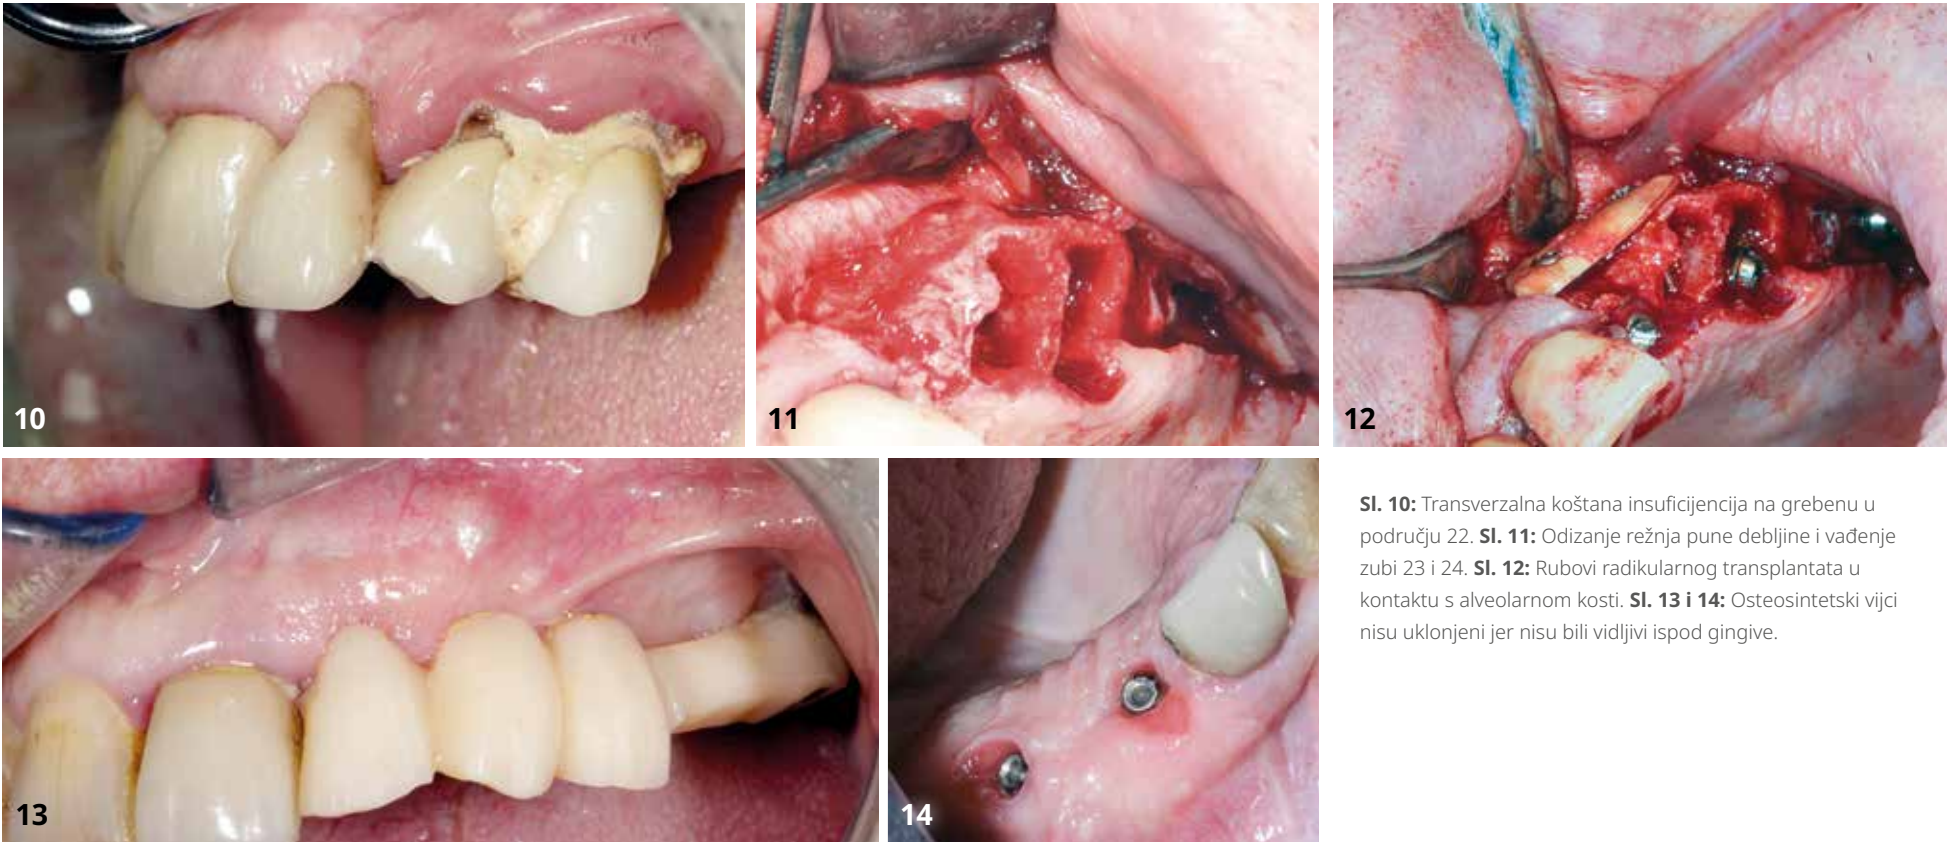 10
11
12
13
14
Sl. 10: Transverzalna koštana insuficijencija na grebenu u
području 22. Sl. 11: Odizanje režnja pune debljine i vađenje
zubi 23 i 24. Sl. 12: Rubovi radikularnog transplantata u
kontaktu s alveolarnom kosti. Sl. 13 i 14: Osteosintetski vijci
nisu uklonjeni jer nisu bili vidljivi ispod gingive.